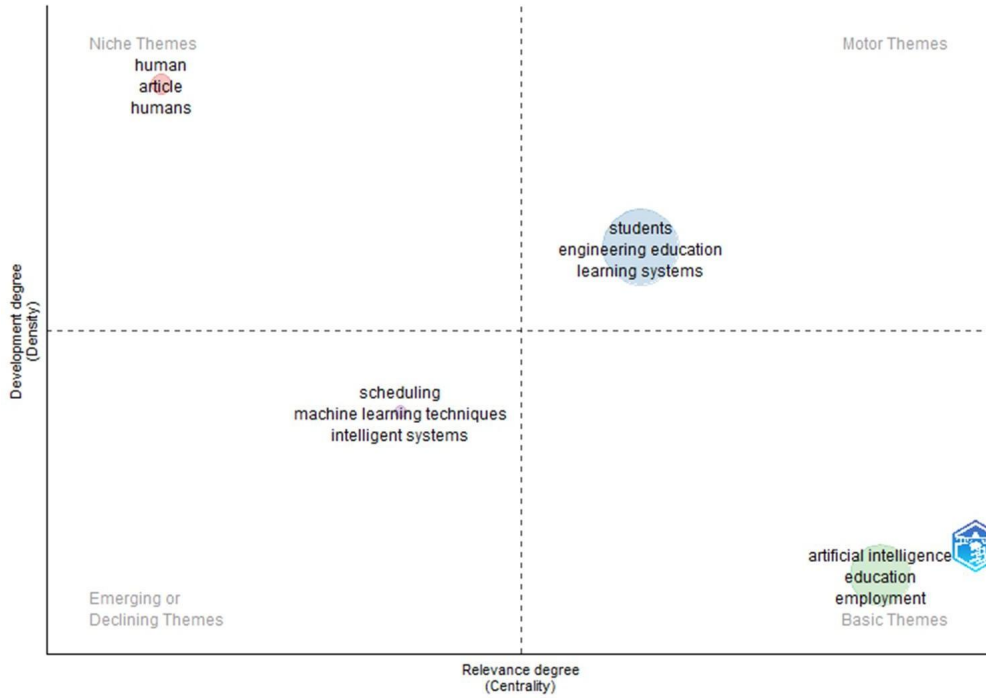 Niche Themes
human
article
humans
Motor Themes
students
engineering education
learning systems
Development degree
(Density)
scheduling
machine learning techniques
intelligent systems
artificial intelligence
education
employment
Emerging or
Declining Themes
Basic Themes
Relevance degree
(Centrality)